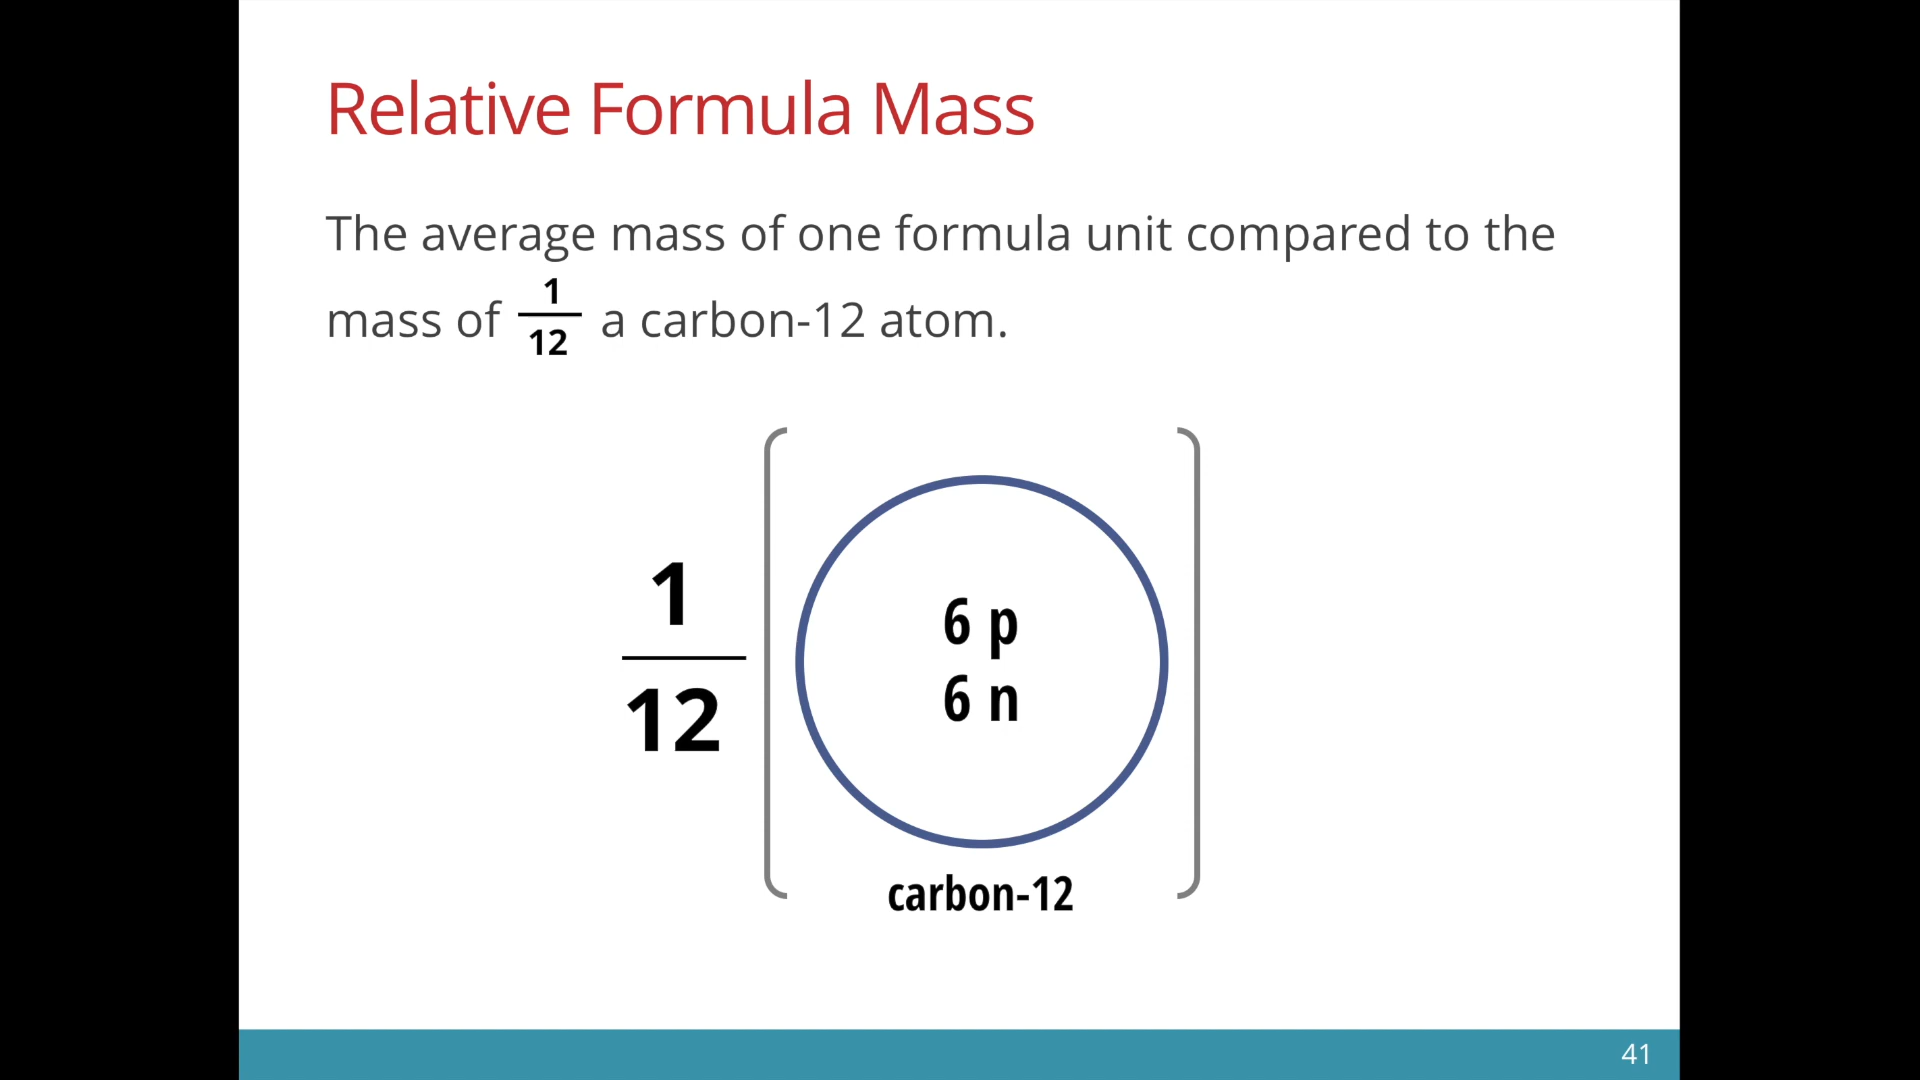 Relative Formula Mass
The average mass of one formula unit compared to the
mass of 1/12 a carbon-12 atom.
1
12
6 p
6 n
carbon-12
41